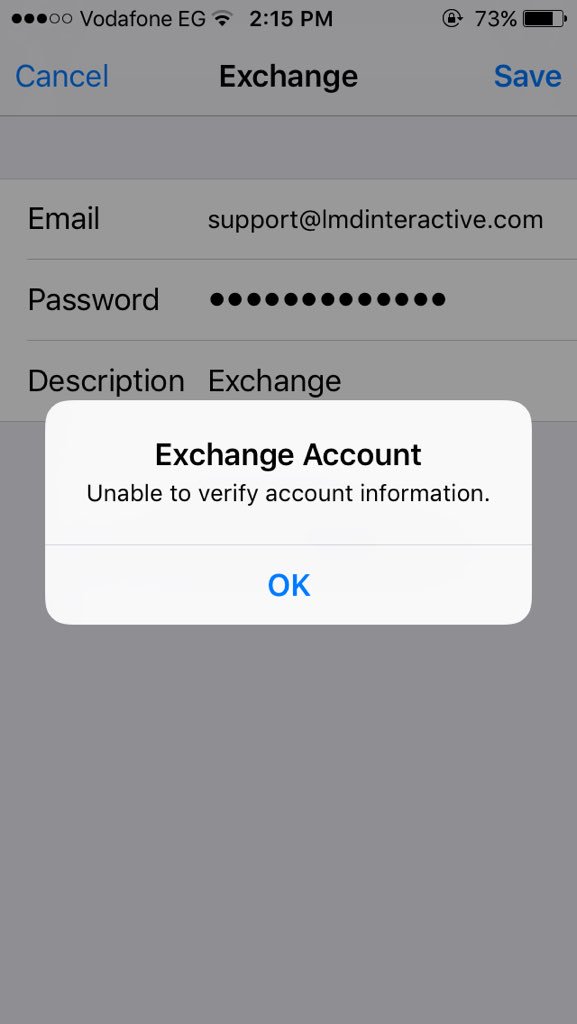 Vodafone EG 2:15 PM 73%
Cancel Exchange Save
Email support@lmdinteractive.com
Password ●●●●●●●●●●●●●
Description Exchange
Exchange Account
Unable to verify account information.
OK